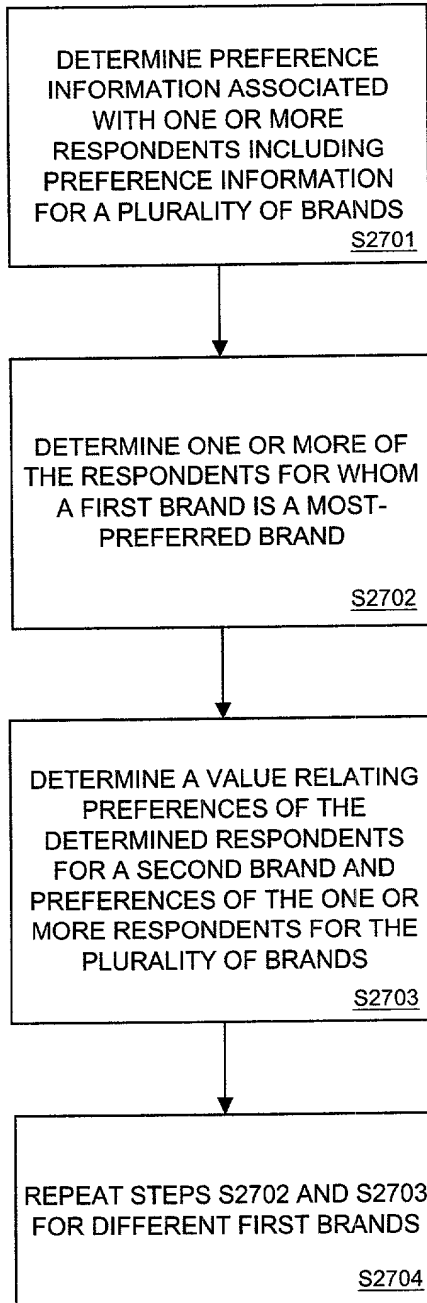 DETERMINE PREFERENCE
INFORMATION ASSOCIATED
WITH ONE OR MORE
RESPONDENTS INCLUDING
PREFERENCE INFORMATION
FOR A PLURALITY OF BRANDS
S2701
DETERMINE ONE OR MORE OF
THE RESPONDENTS FOR WHOM
A FIRST BRAND IS A MOST-
PREFERRED BRAND
S2702
DETERMINE A VALUE RELATING
PREFERENCES OF THE
DETERMINED RESPONDENTS
FOR A SECOND BRAND AND
PREFERENCES OF THE ONE OR
MORE RESPONDENTS FOR THE
PLURALITY OF BRANDS
S2703
REPEAT STEPS S2702 AND S2703
FOR DIFFERENT FIRST BRANDS
S2704